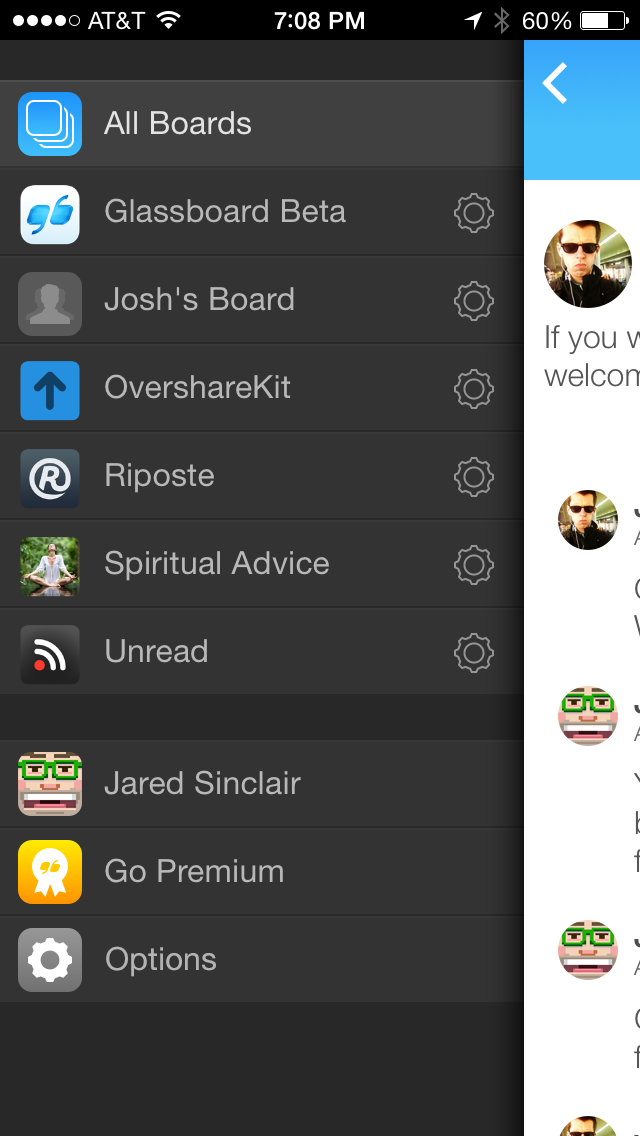 AT&T 7:08 PM 60%
All Boards
Glassboard Beta
Josh's Board
OvershareKit
Riposte
Spiritual Advice
Unread
Jared Sinclair
Go Premium
Options
If you
welcom